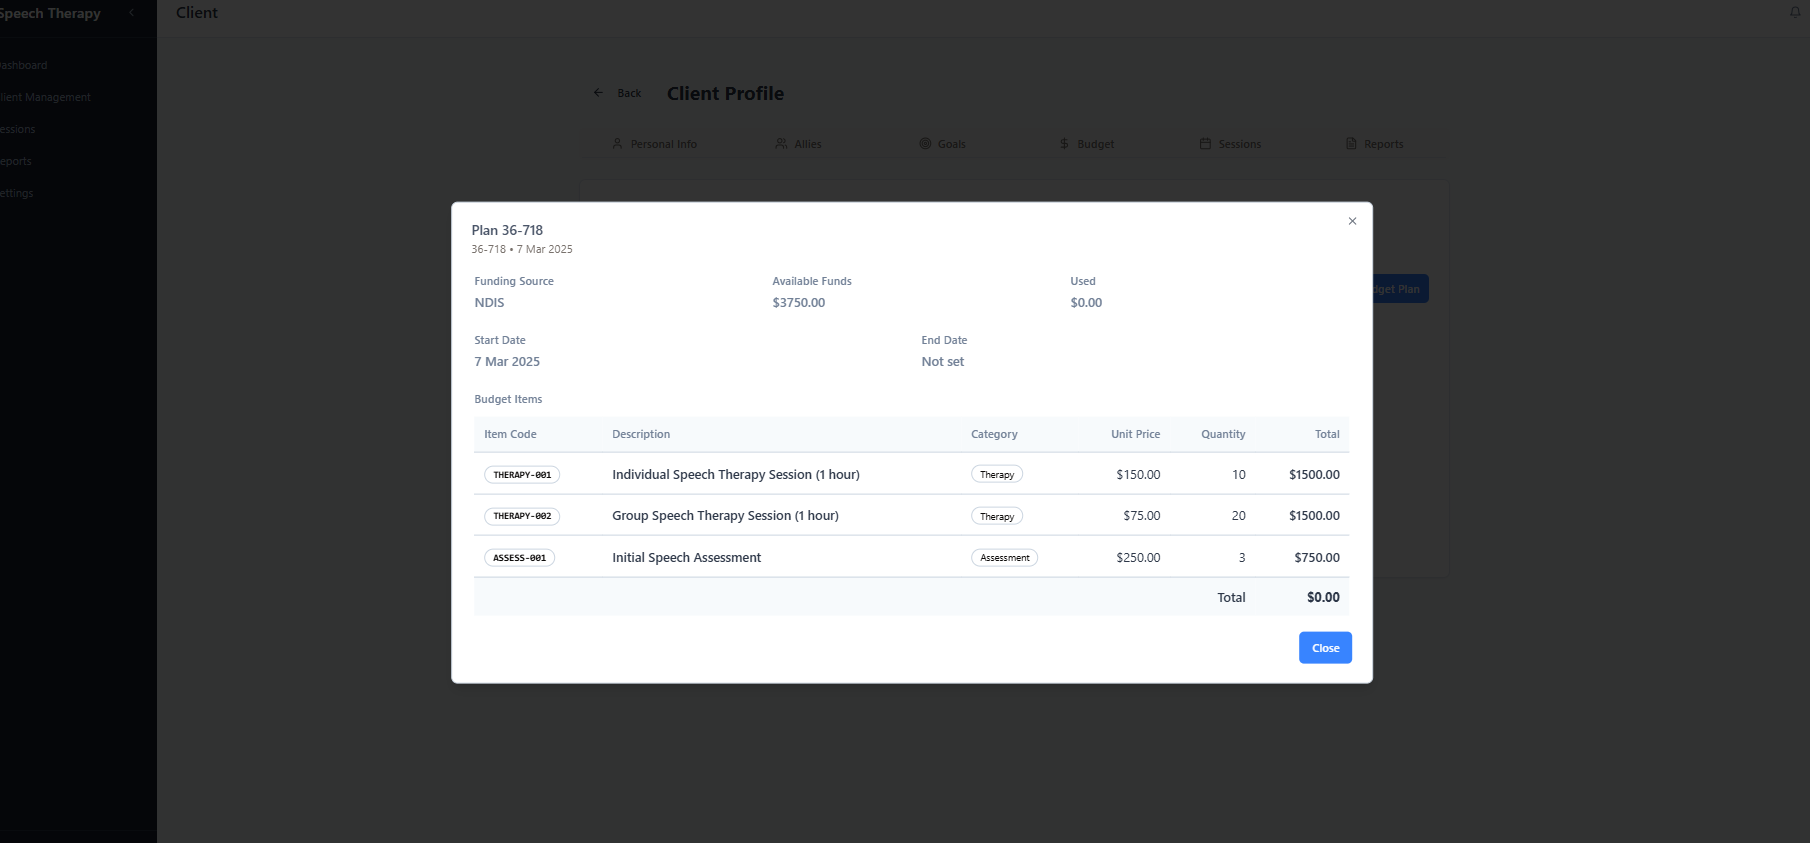 Speech Therapy
Client
ashboard
lient Management
essions
eports
ettings
Back
Client Profile
Personal Info
Allies
Goals
Budget
Sessions
Reports
dget Plan
Plan 36-718
36-718 • 7 Mar 2025
Funding Source
Available Funds
Used
NDIS
$3750.00
$0.00
Start Date
End Date
7 Mar 2025
Not set
Budget Items
Item Code Description Category Unit Price Quantity Total
THERAPY-001 Individual Speech Therapy Session (1 hour) Therapy $150.00 10 $1500.00
THERAPY-002 Group Speech Therapy Session (1 hour) Therapy $75.00 20 $1500.00
ASSESS-001 Initial Speech Assessment Assessment $250.00 3 $750.00
Total $0.00
Close